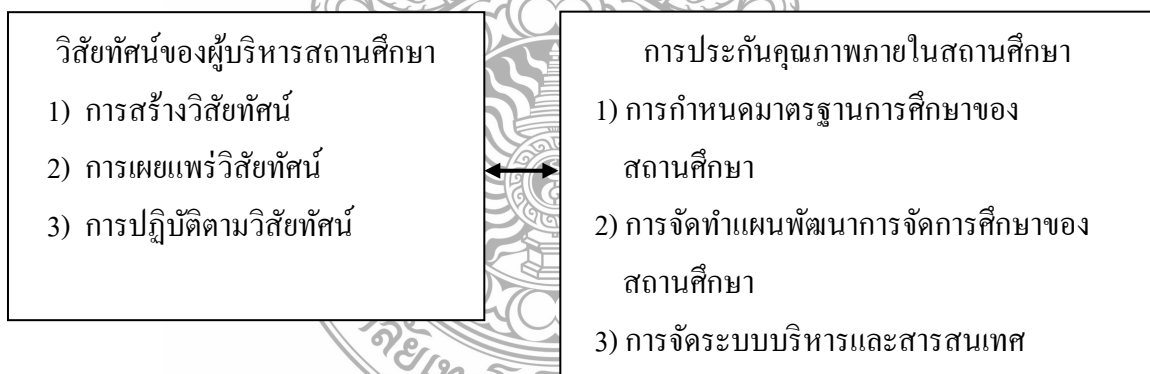 วิสัยทัศน์ของผู้บริหารสถานศึกษา
1) การสร้างวิสัยทัศน์
2) การเผยแพร่วิสัยทัศน์
3) การปฏิบัติตามวิสัยทัศน์
การประกันคุณภาพภายในสถานศึกษา
1) การกำหนดมาตรฐานการศึกษาของ
สถานศึกษา
2) การจัดทำแผนพัฒนาการจัดการศึกษาของ
สถานศึกษา
3) การจัดระบบบริหารและสารสนเทศ